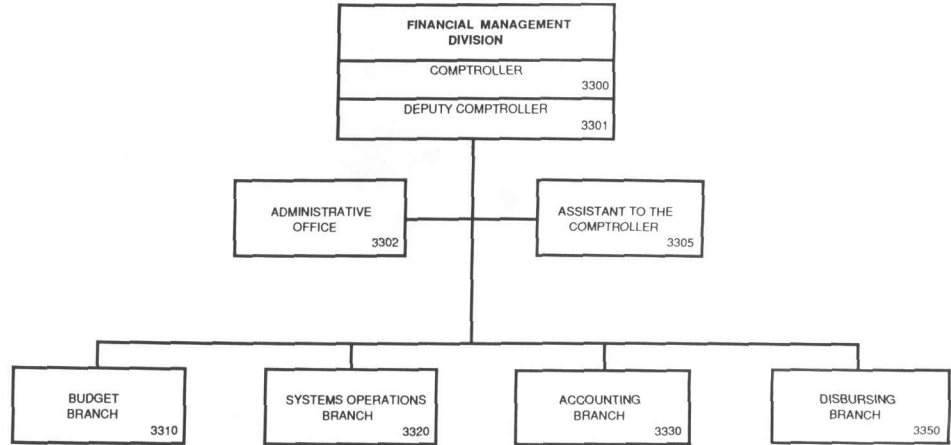 FINANCIAL MANAGEMENT
DIVISION
COMPTROLLER
3300
DEPUTY COMPTROLLER
3301
ADMINISTRATIVE
OFFICE
3302
ASSISTANT TO THE
COMPTROLLER
3305
BUDGET
BRANCH
3310
SYSTEMS OPERATIONS
BRANCH
3320
ACCOUNTING
BRANCH
3330
DISBURSING
BRANCH
3350